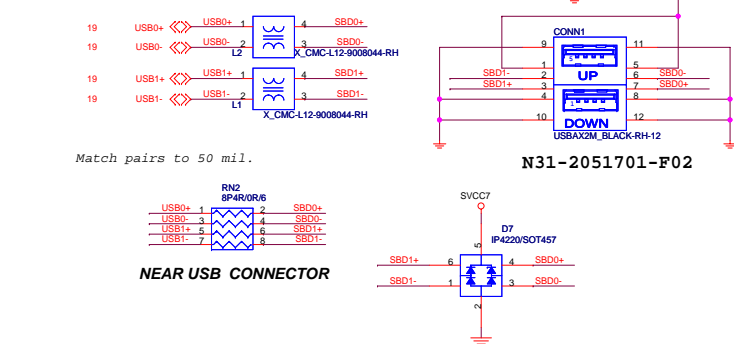 19 USB0+ USB0+ 1 4 SBD0+
19 USB0- USB0- 2 3 SBD0-
L2 X_CMC-L12-9008044-RH
19 USB1+ USB1+ 1 4 SBD1+
19 USB1- USB1- 2 3 SBD1-
L1
X_CMC-L12-9008044-RH
Match pairs to 50 mil.
CONN1
9 11
5
1 5
SBD1- 2 UP 6 SBD0-
SBD1+ 3 7 SBD0+
4 1 8
10 DOWN 12
USBAX2M_BLACK-RH-12
N31-2051701-F02
RN2
8P4R/0R/6
USB0+ 1 2 SBD0+
USB0- 3 4 SBD0-
USB1+ 5 6 SBD1+
USB1- 7 8 SBD1-
NEAR USB CONNECTOR
SVCC7
D7
IP4220/SOT457
5
SBD1+ 6 4 SBD0+
SBD1- 1 3 SBD0-
2